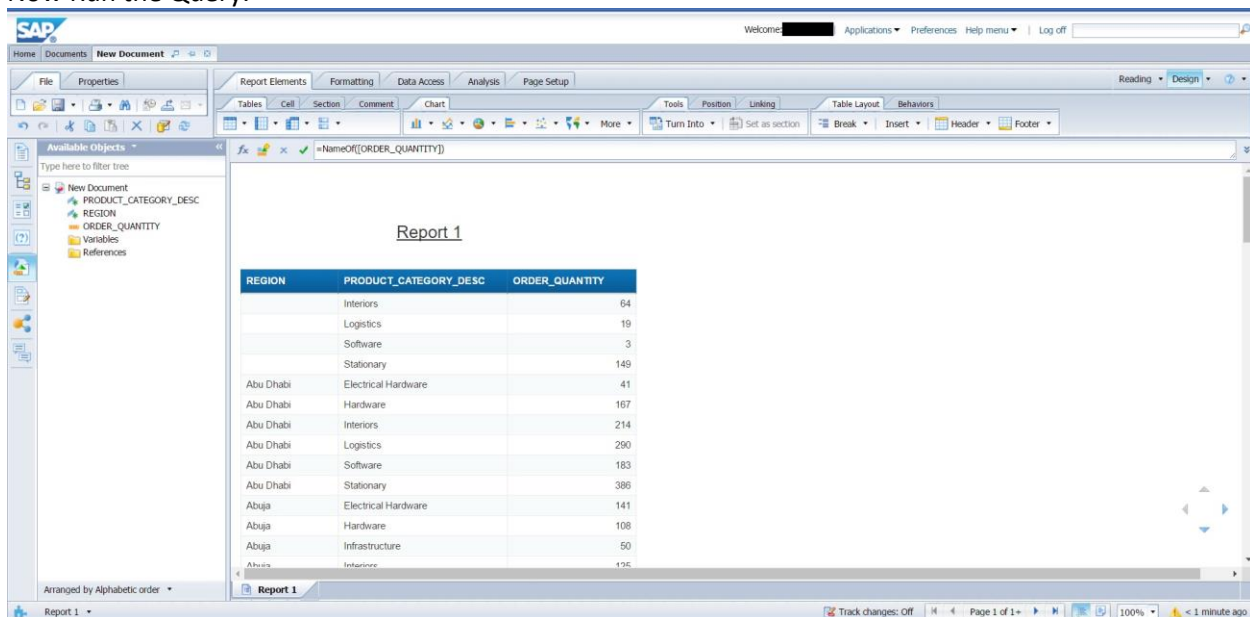 Now Run the Query.
SAP
Welcome: Applications Preferences Help menu | Log off
Home Documents New Document
File Properties Report Elements Formatting Data Access Analysis Page Setup Reading Design
Tables Cell Section Comment Chart Tools Position Linking Table Layout Behaviors
More Turn Into Set as section Break Insert Header Footer
Available Objects =NameOf([ORDER_QUANTITY])
Type here to filter tree
New Document
PRODUCT_CATEGORY_DESC
REGION
ORDER_QUANTITY
Variables
References
Report 1
REGION PRODUCT_CATEGORY_DESC ORDER_QUANTITY
Interiors 64
Logistics 19
Software 3
Stationary 149
Abu Dhabi Electrical Hardware 41
Abu Dhabi Hardware 167
Abu Dhabi Interiors 214
Abu Dhabi Logistics 290
Abu Dhabi Software 183
Abu Dhabi Stationary 386
Abuja Electrical Hardware 141
Abuja Hardware 108
Abuja Infrastructure 50
Abuja Interiors 125
Arranged by Alphabetic order Report 1
Report 1 Track changes: Off Page 1 of 1+ 100% < 1 minute ago